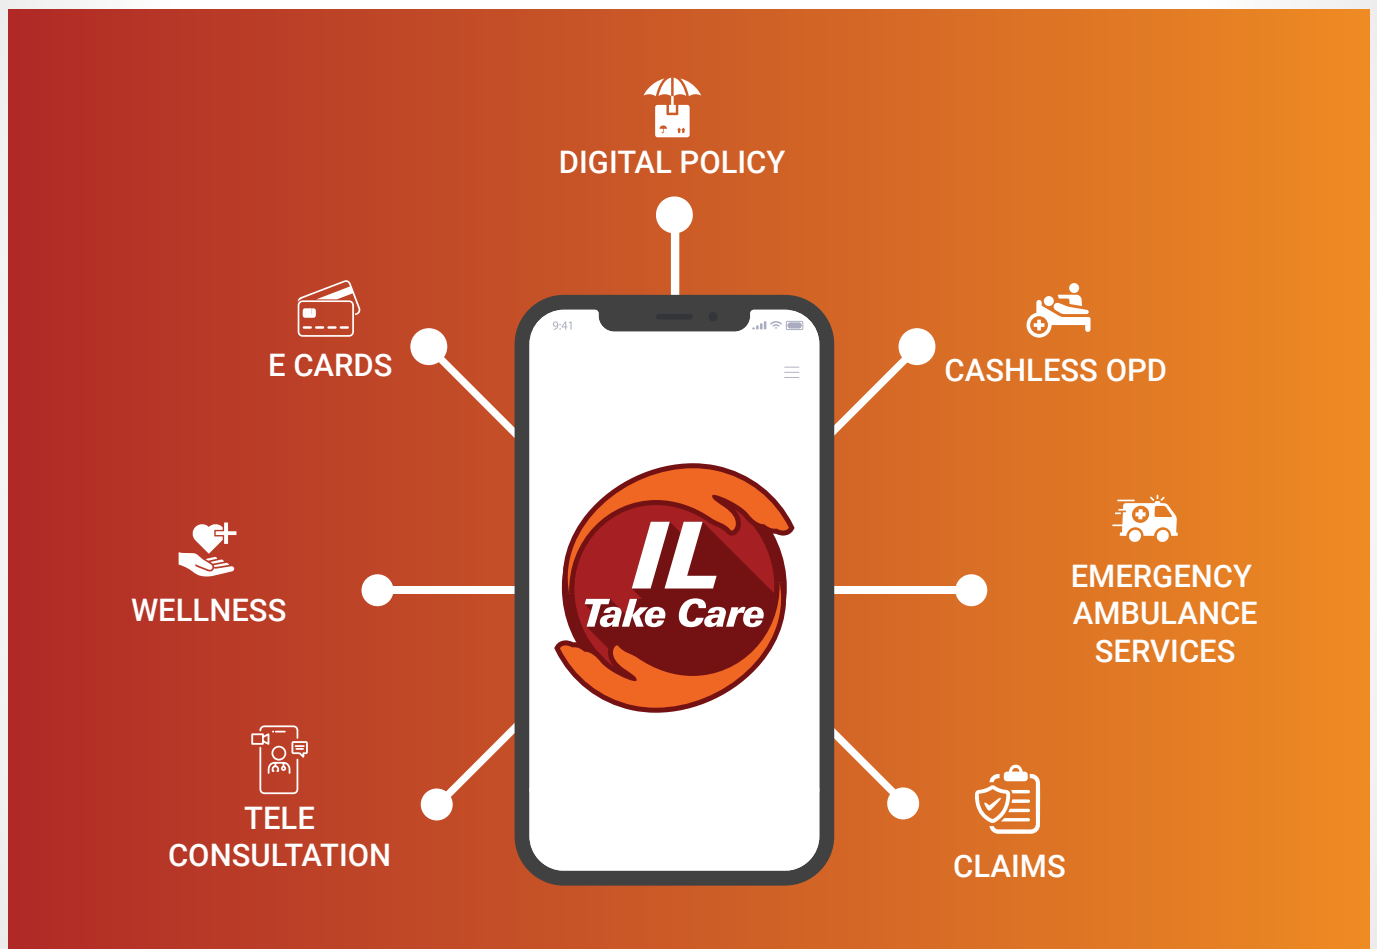 DIGITAL POLICY
E CARDS
CASHLESS OPD
9:41
IL
Take Care
WELLNESS
EMERGENCY
AMBULANCE
SERVICES
TELE
CONSULTATION
CLAIMS